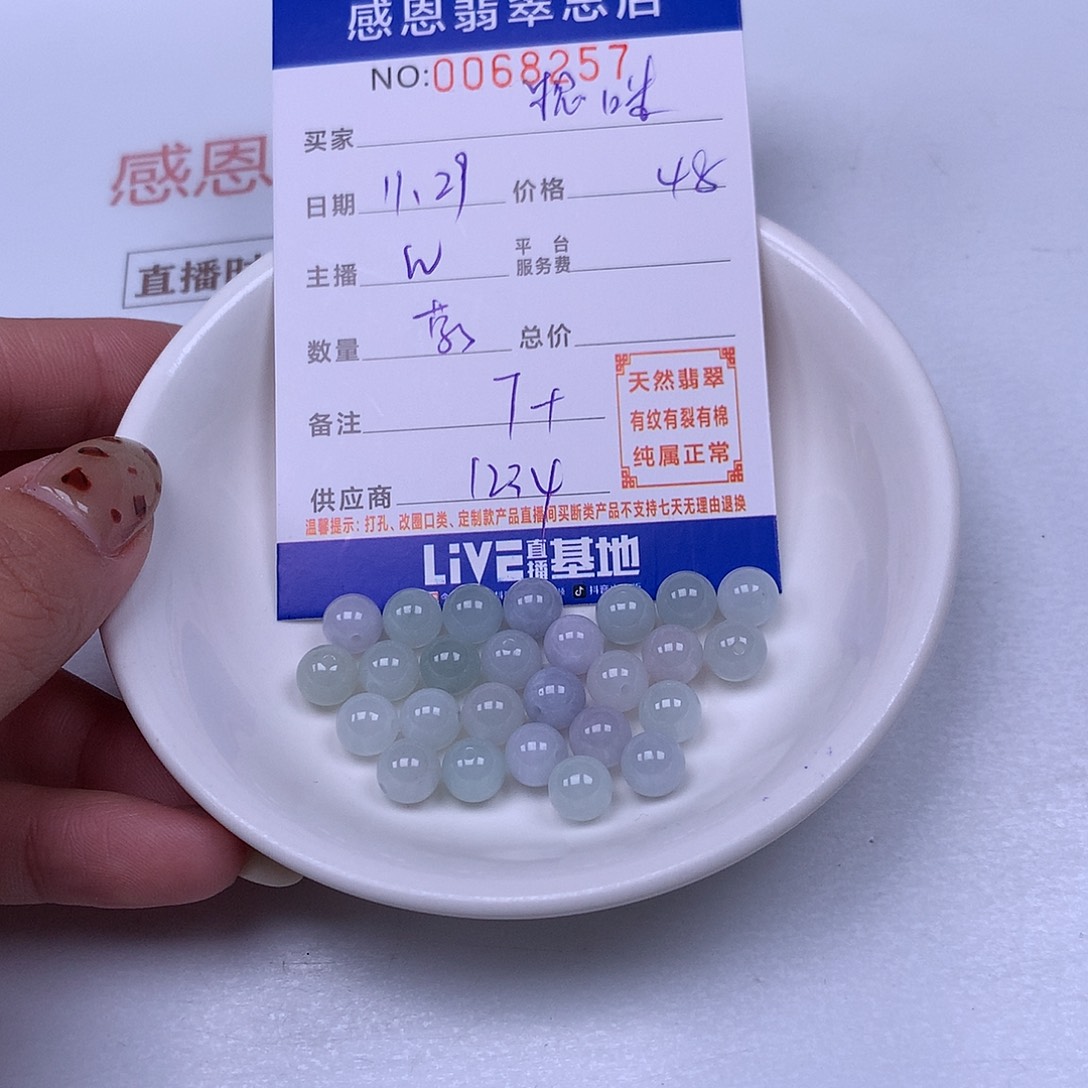 感恩翡翠总店
NO:0068257
感恩
买家
日期 11.29 价格 48
直播时
主播 W 平台服务费
数量 总价
天然翡翠
有纹有裂有棉
纯属正常
备注 7+
供应商 1234
温馨提示：打孔、改圈口类、定制款产品直播间买断类产品不支持七天无理由退换
LiVE直播基地